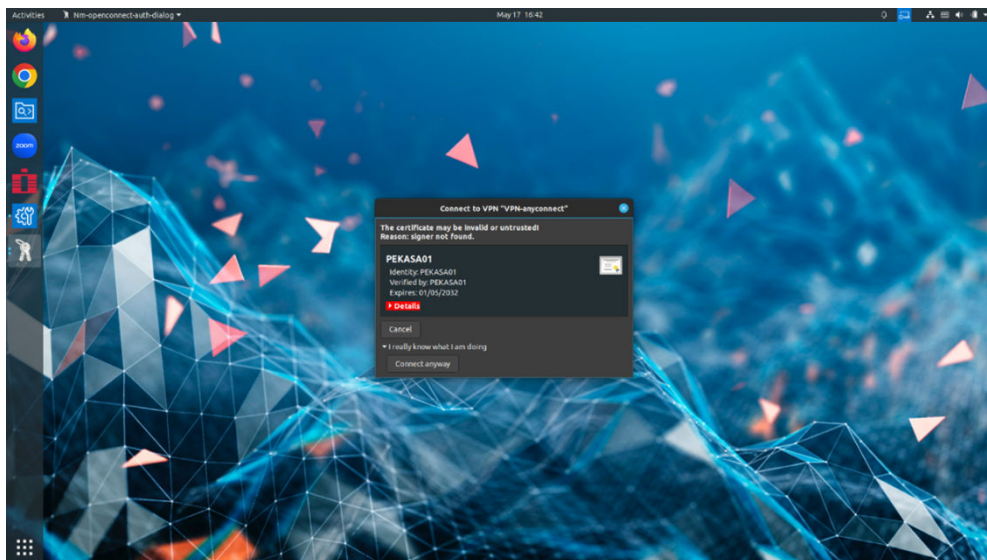 Activities
Nm-openconnect-auth-dialog
May 17 16:42
zoom
Connect to VPN "VPN-anyconnect"
The certificate may be invalid or untrusted!
Reason: signer not found.
PEKASA01
Identity: PEKASA01
Verified by: PEKASA01
Expires: 01/05/2032
Details
Cancel
I really know what I am doing
Connect anyway